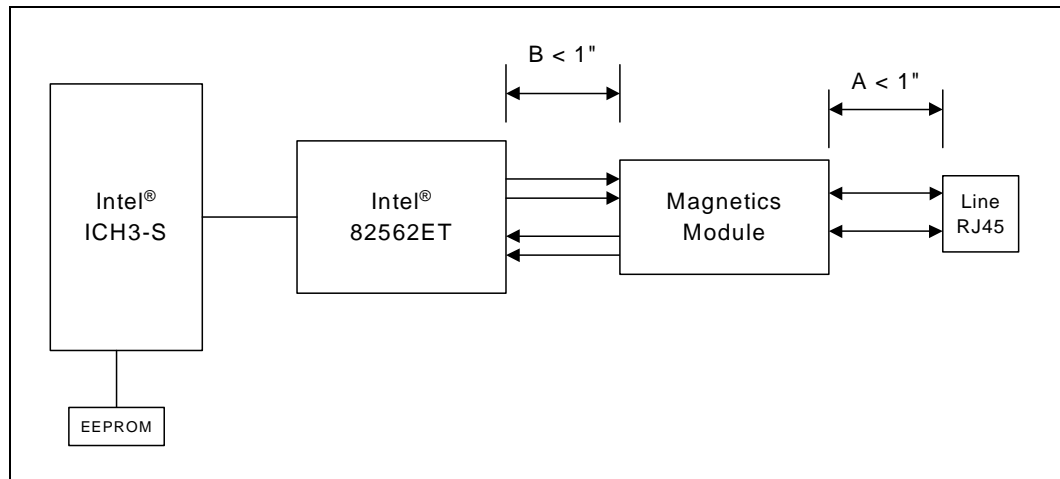 B < 1"
A < 1"
Intel®
ICH3-S
Intel®
82562ET
Magnetics
Module
Line
RJ45
EEPROM